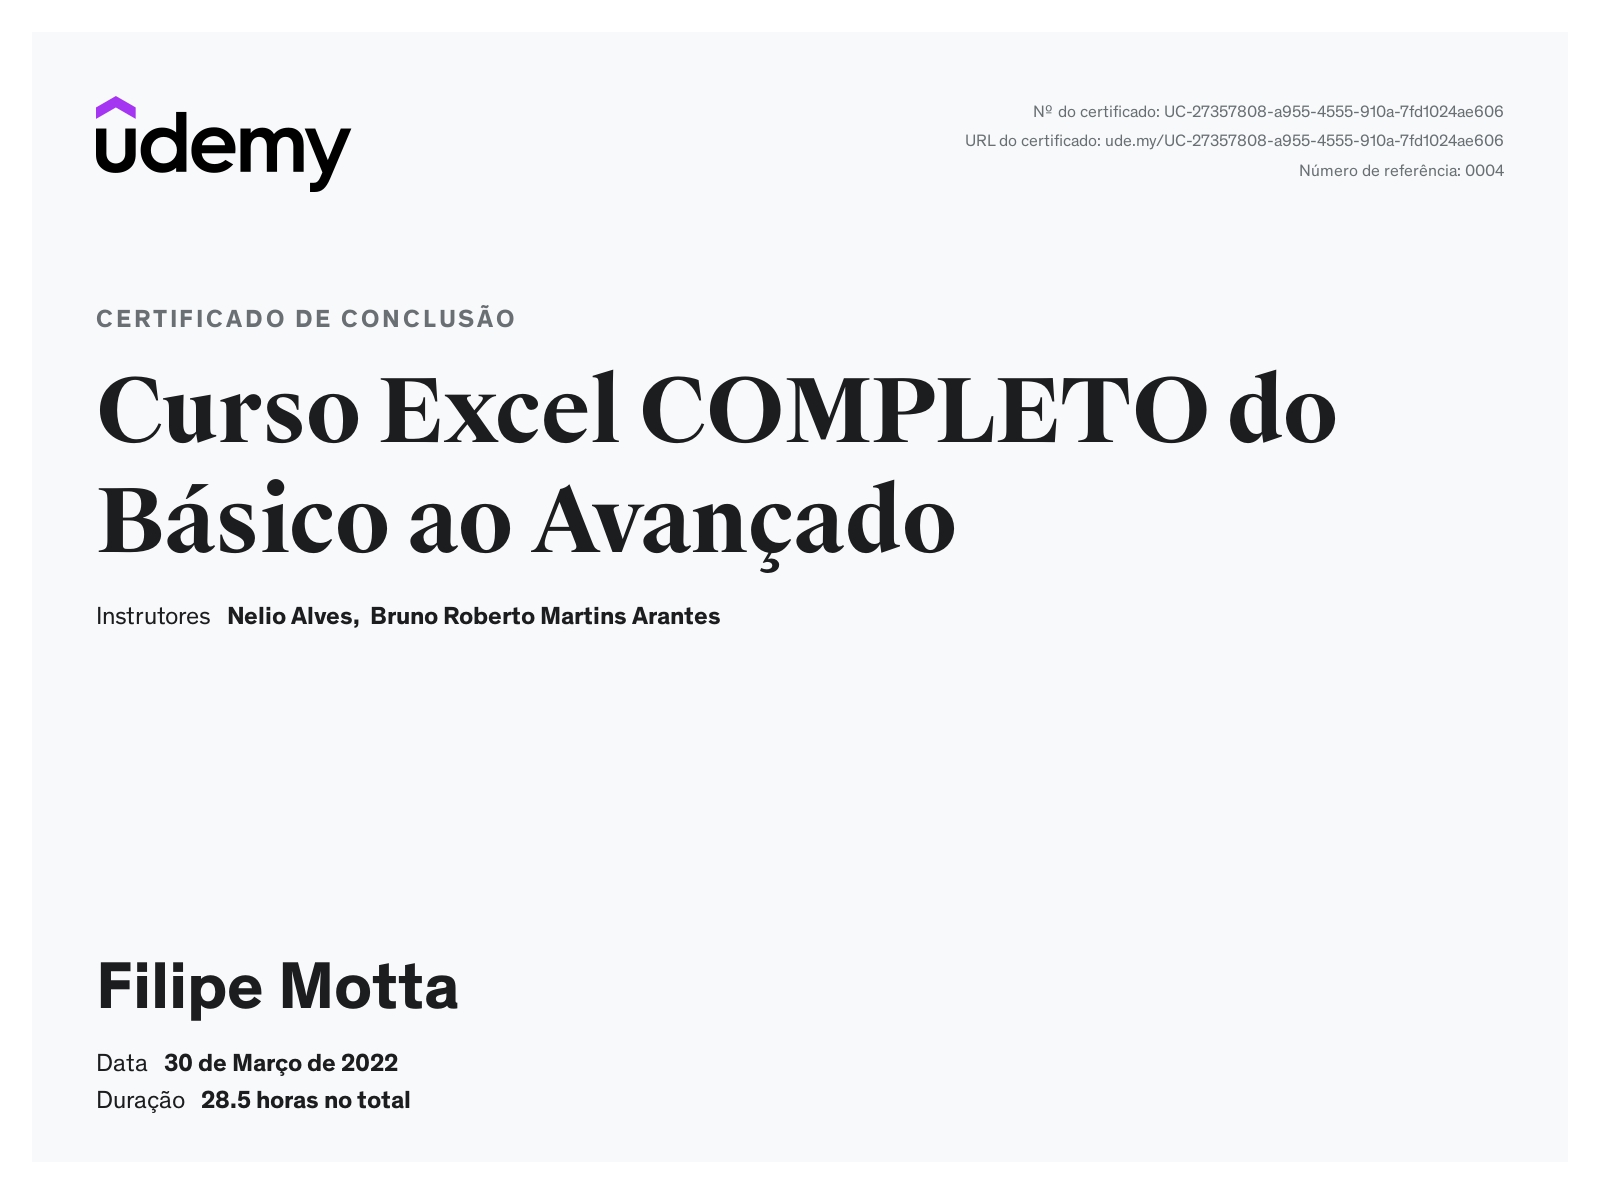 udemy
Nº do certificado: UC-27357808-a955-4555-910a-7fd1024ae606
URL do certificado: ude.my/UC-27357808-a955-4555-910a-7fd1024ae606
Número de referência: 0004
CERTIFICADO DE CONCLUSÃO
Curso Excel COMPLETO do
Básico ao Avançado
Instrutores Nelio Alves, Bruno Roberto Martins Arantes
Filipe Motta
Data 30 de Março de 2022
Duração 28.5 horas no total